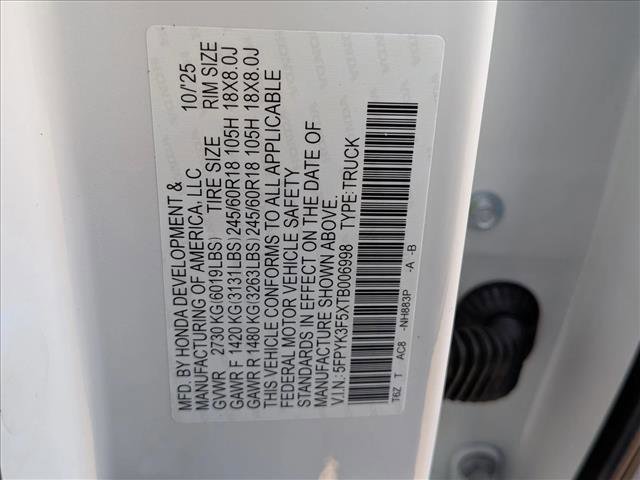 MFD. BY HONDA DEVELOPMENT &
MANUFACTURING OF AMERICA, LLC 10/'25
GVWR 2730 KG(6019LBS) TIRE SIZE RIM SIZE
GAWR F 1420 KG(3131LBS) 245/60R18 105H 18X8.0J
GAWR R 1480 KG(3263LBS) 245/60R18 105H 18X8.0J
THIS VEHICLE CONFORMS TO ALL APPLICABLE
FEDERAL MOTOR VEHICLE SAFETY
STANDARDS IN EFFECT ON THE DATE OF
MANUFACTURE SHOWN ABOVE.
V.I.N.: 5FPYK3F5XTB006998 TYPE: TRUCK
T6Z T AC8 -NH883P -A -B